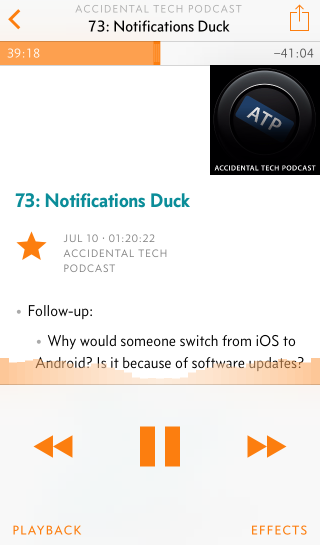 ACCIDENTAL TECH PODCAST
73: Notifications Duck
39:18
−41:04
ATP
ACCIDENTAL TECH PODCAST
73: Notifications Duck
JUL 10 · 01:20:22
ACCIDENTAL TECH
PODCAST
• Follow-up:
• Why would someone switch from iOS to
Android? Is it because of software updates?
PLAYBACK
EFFECTS